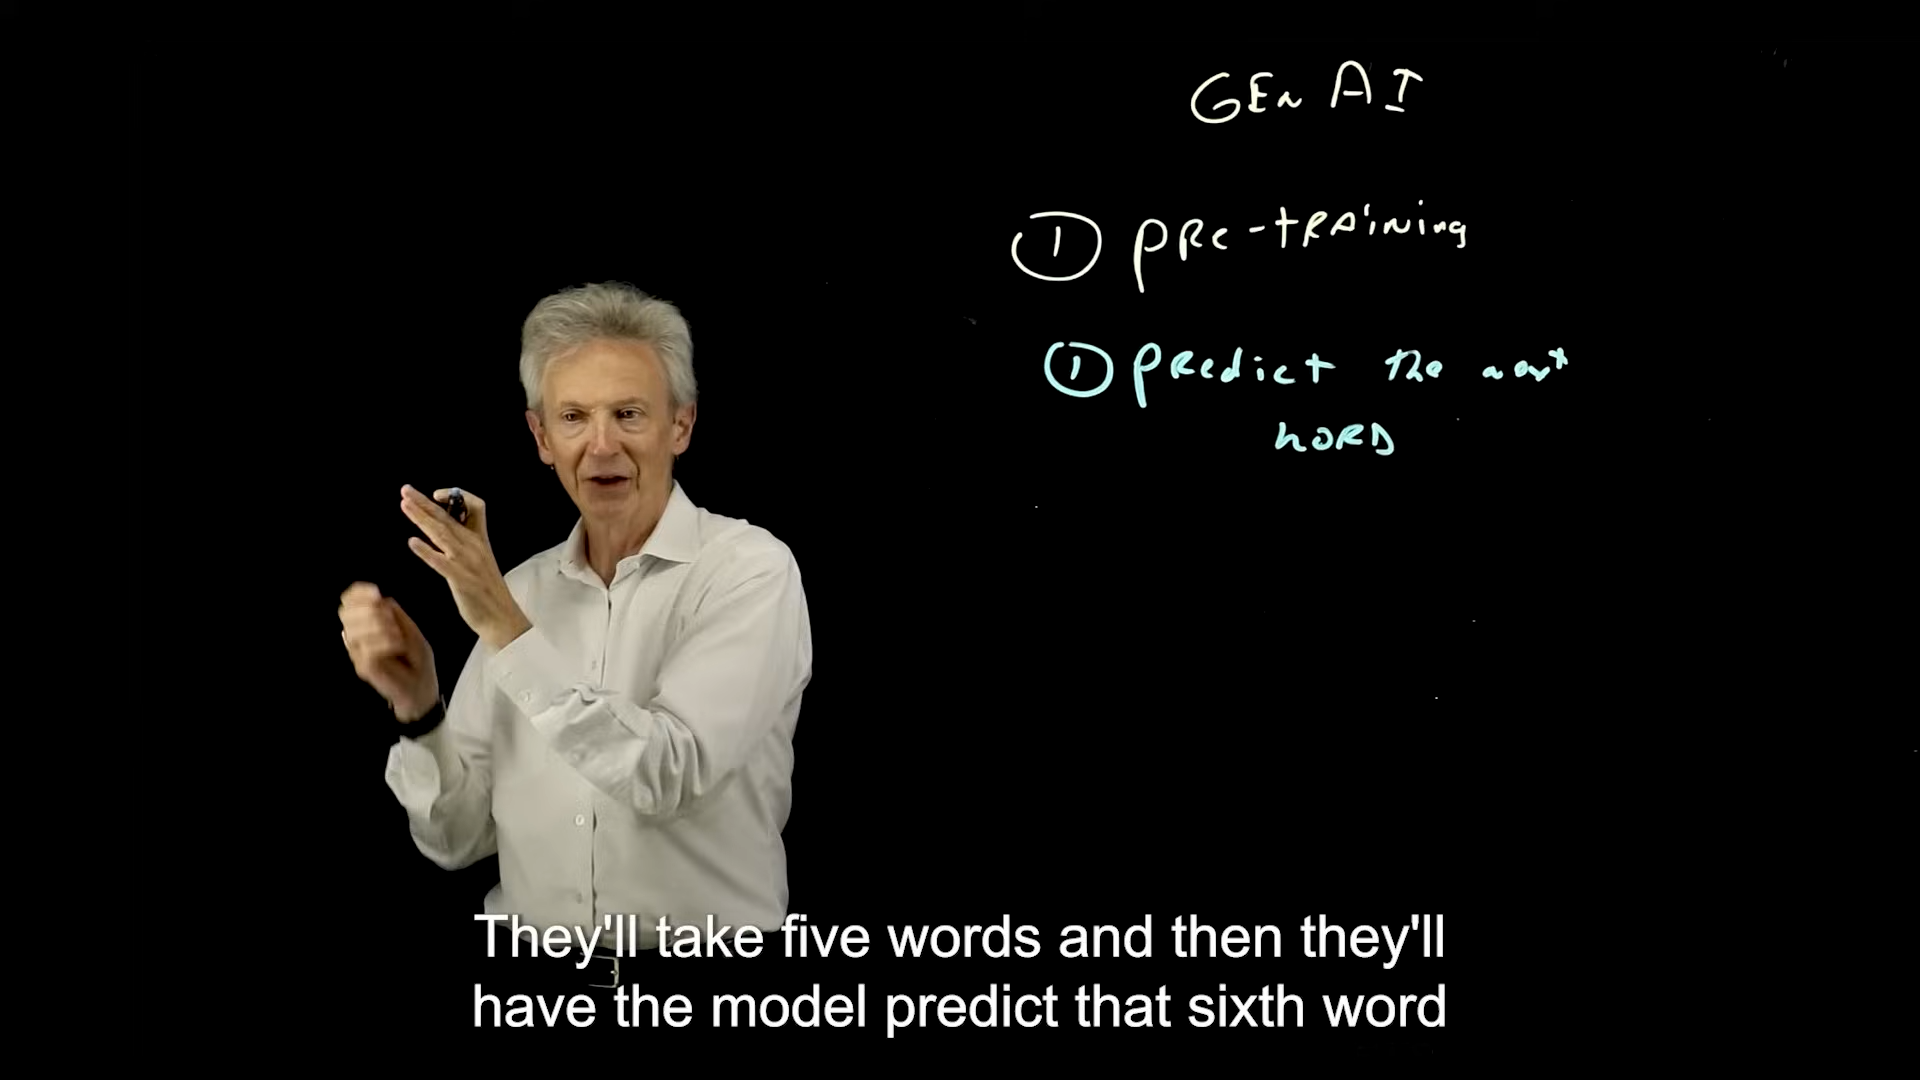 GEn AI
① PRe-tRAiNing
① PRedict the next
WORD
They'll take five words and then they'll
have the model predict that sixth word